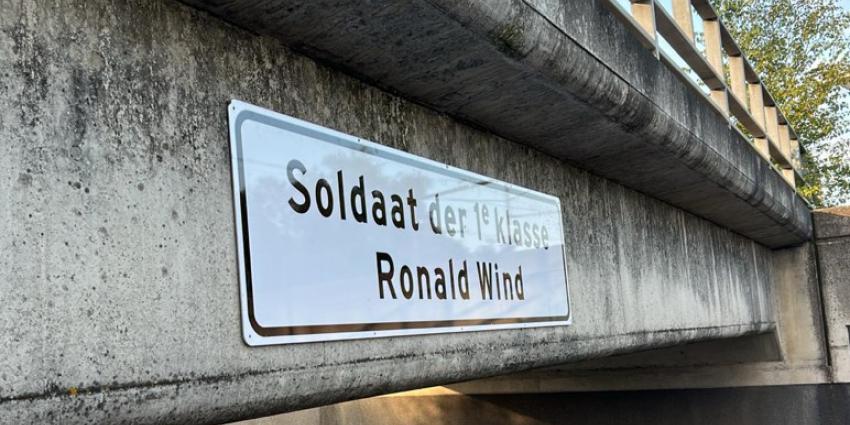 Soldaat der 1e klasse
Ronald Wind